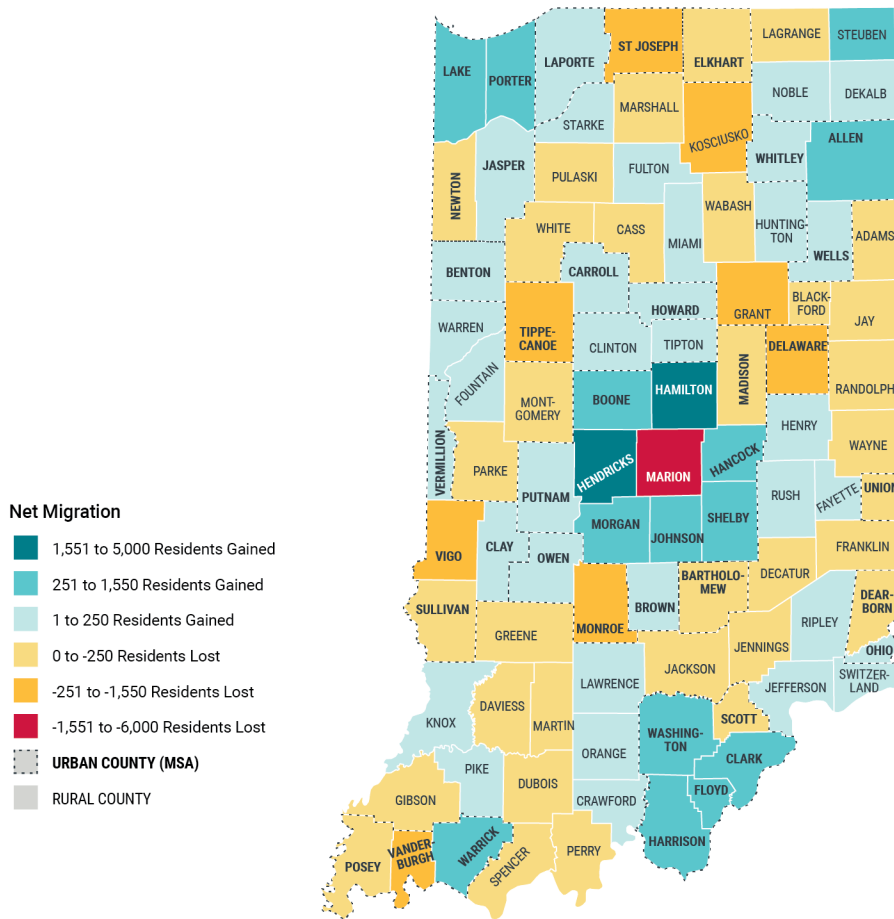 LAKE
PORTER
LAPORTE
ST JOSEPH
ELKHART
LAGRANGE
STEUBEN
NOBLE
DEKALB
STARKE
MARSHALL
KOSCIUSKO
WHITLEY
ALLEN
NEWTON
JASPER
PULASKI
FULTON
WABASH
HUNTING-
TON
WHITE
CASS
MIAMI
WELLS
ADAMS
BENTON
CARROLL
HOWARD
GRANT
BLACK-
FORD
JAY
WARREN
TIPPE-
CANOE
CLINTON
TIPTON
DELAWARE
FOUNTAIN
MONT-
GOMERY
BOONE
HAMILTON
MADISON
RANDOLPH
HENRY
WAYNE
VERMILLION
PARKE
PUTNAM
HENDRICKS
MARION
HANCOCK
RUSH
FAYETTE
UNION
Net Migration
1,551 to 5,000 Residents Gained
251 to 1,550 Residents Gained
1 to 250 Residents Gained
0 to -250 Residents Lost
-251 to -1,550 Residents Lost
-1,551 to -6,000 Residents Lost
URBAN COUNTY (MSA)
RURAL COUNTY
VIGO
CLAY
OWEN
MORGAN
JOHNSON
SHELBY
DECATUR
FRANKLIN
SULLIVAN
GREENE
MONROE
BROWN
BARTHOLO-
MEW
RIPLEY
DEAR-
BORN
OHIO
JENNINGS
JACKSON
LAWRENCE
JEFFERSON
SWITZER-
LAND
KNOX
DAVIESS
MARTIN
ORANGE
WASHING-
TON
SCOTT
CLARK
FLOYD
PIKE
DUBOIS
CRAWFORD
HARRISON
GIBSON
POSEY
VANDER-
BURGH
WARRICK
SPENCER
PERRY